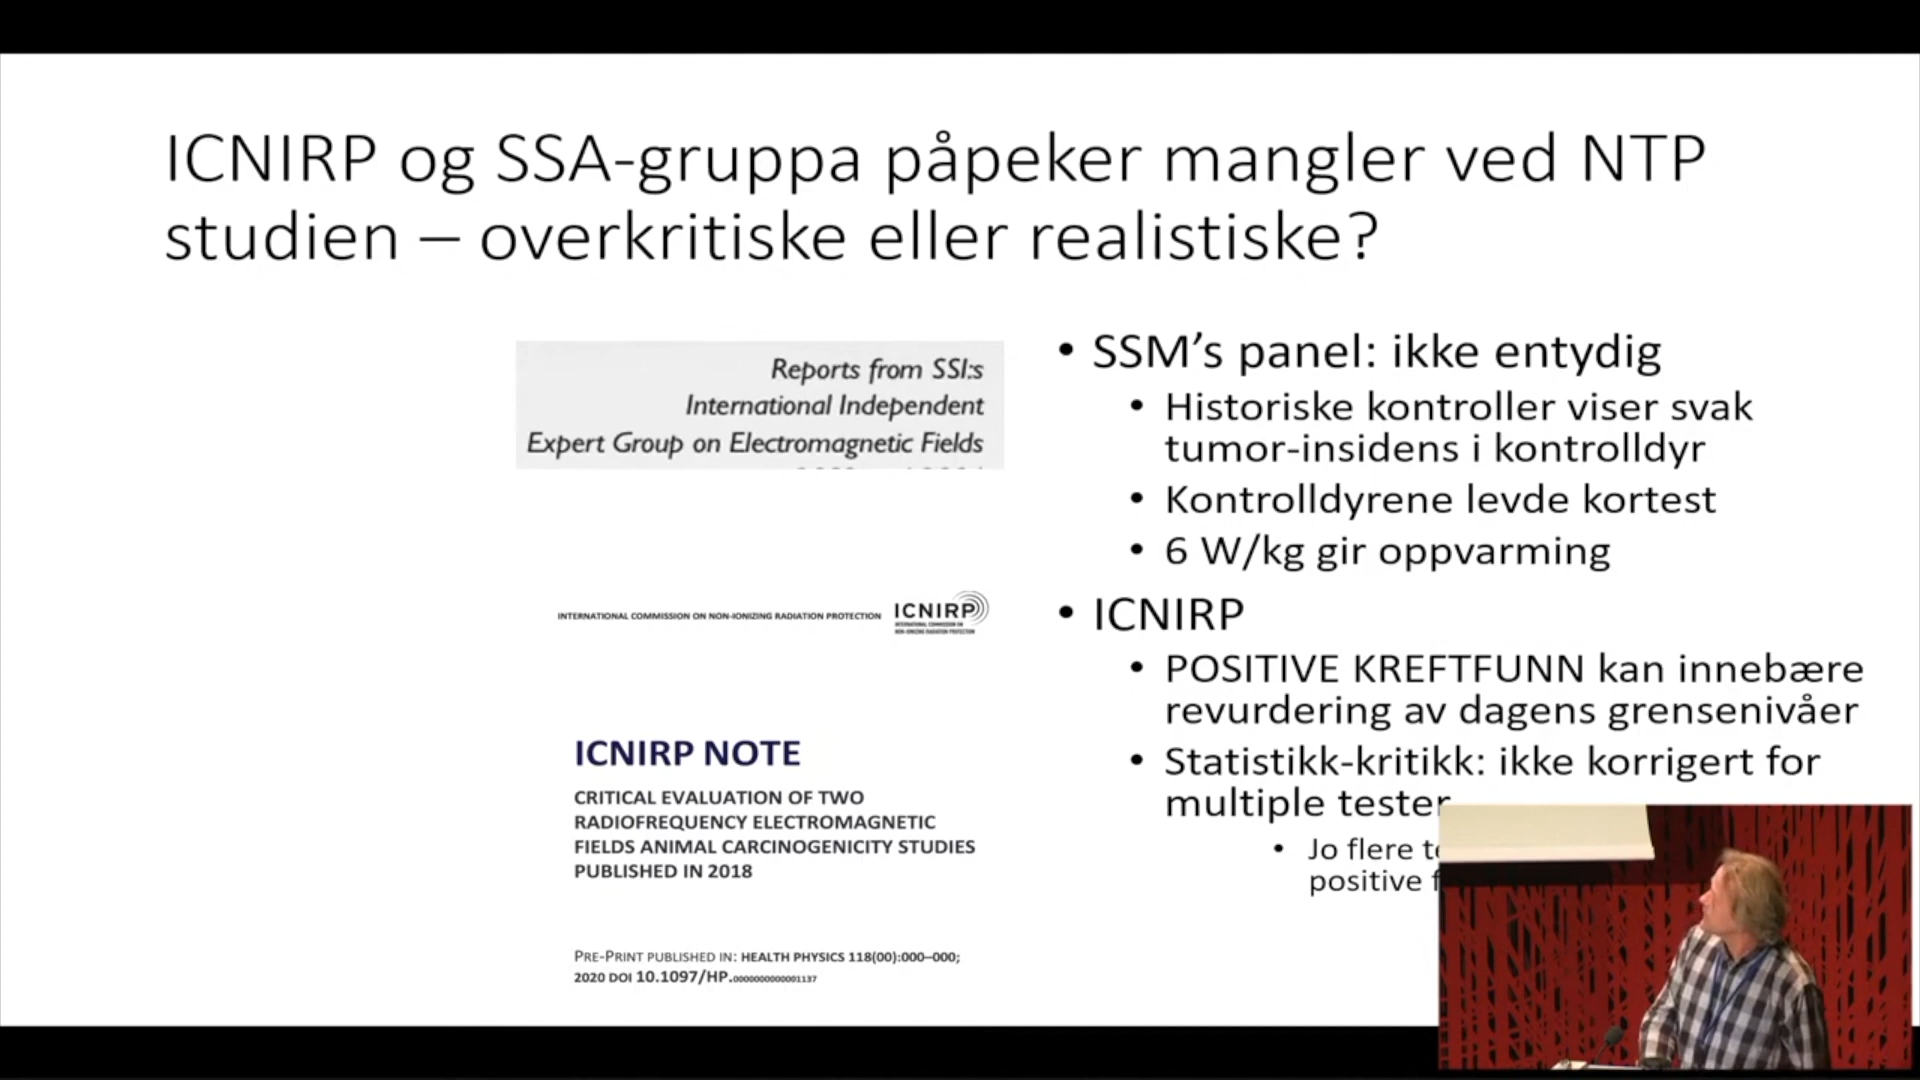 ICNIRP og SSA-gruppa påpeker mangler ved NTP
studien – overkritiske eller realistiske?
Reports from SSI:s
International Independent
Expert Group on Electromagnetic Fields
INTERNATIONAL COMMISSION ON NON-IONIZING RADIATION PROTECTION
ICNIRP
INTERNATIONAL COMMISSION ON
NON-IONIZING RADIATION PROTECTION
ICNIRP NOTE
CRITICAL EVALUATION OF TWO
RADIOFREQUENCY ELECTROMAGNETIC
FIELDS ANIMAL CARCINOGENICITY STUDIES
PUBLISHED IN 2018
PRE-PRINT PUBLISHED IN: HEALTH PHYSICS 118(00):000–000;
2020 DOI 10.1097/HP.0000000000001137
• SSM's panel: ikke entydig
• Historiske kontroller viser svak
tumor-insidens i kontrolldyr
• Kontrolldyrene levde kortest
• 6 W/kg gir oppvarming
• ICNIRP
• POSITIVE KREFTFUNN kan innebære
revurdering av dagens grensenivåer
• Statistikk-kritikk: ikke korrigert for
multiple tester
• Jo flere
positive